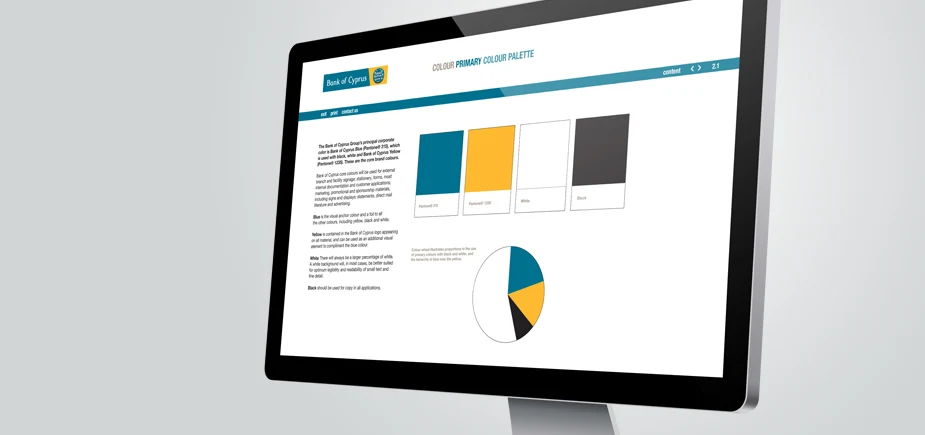 Bank of Cyprus
COLOUR PRIMARY COLOUR PALETTE
content < > 2.1
exit print contact us
The Bank of Cyprus Group's principal corporate
color is Bank of Cyprus Blue (Pantone® 315), which
is used with black, white and Bank of Cyprus Yellow
(Pantone® 1235). These are the core brand colours.
Bank of Cyprus core colours will be used for external
branch and facility signage; stationery, forms, most
internal documentation and customer applications;
marketing, promotional and sponsorship materials,
including signs and displays; statements, direct mail
literature and advertising.
Blue is the visual anchor colour and a foil to all
the other colours, including yellow, black and white.
Yellow is contained in the Bank of Cyprus logo appearing
on all material, and can be used as an additional visual
element to compliment the blue colour.
White There will always be a larger percentage of white.
A white background will, in most cases, be better suited
for optimum legibility and readability of small text and
fine detail.
Black should be used for copy in all applications.
Pantone® 315
Pantone® 1235
White
Black
Colour wheel illustrates proportions in the use
of primary colours with black and white, and